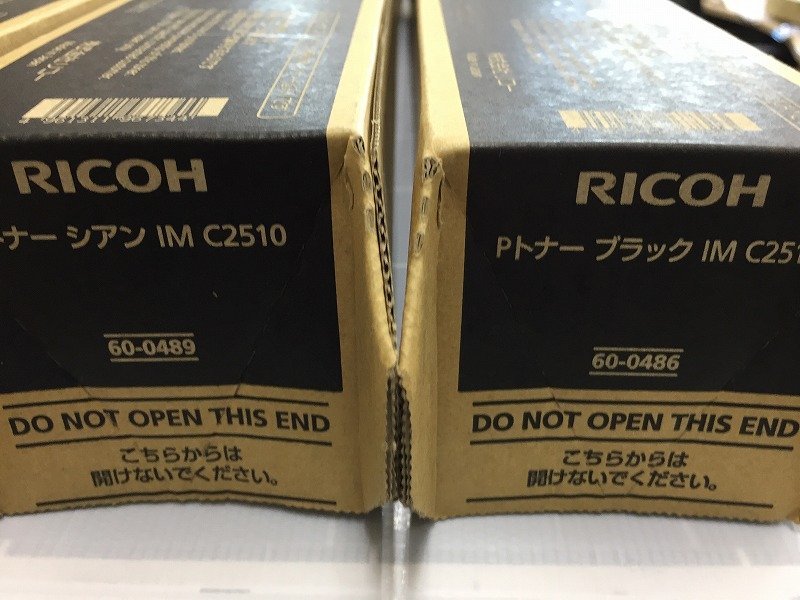 RICOH
トナー シアン IM C2510
60-0489
DO NOT OPEN THIS END
こちらからは
開けないでください。
RICOH
Pトナー ブラック IM C251
60-0486
DO NOT OPEN THIS END
こちらからは
開けないでください。